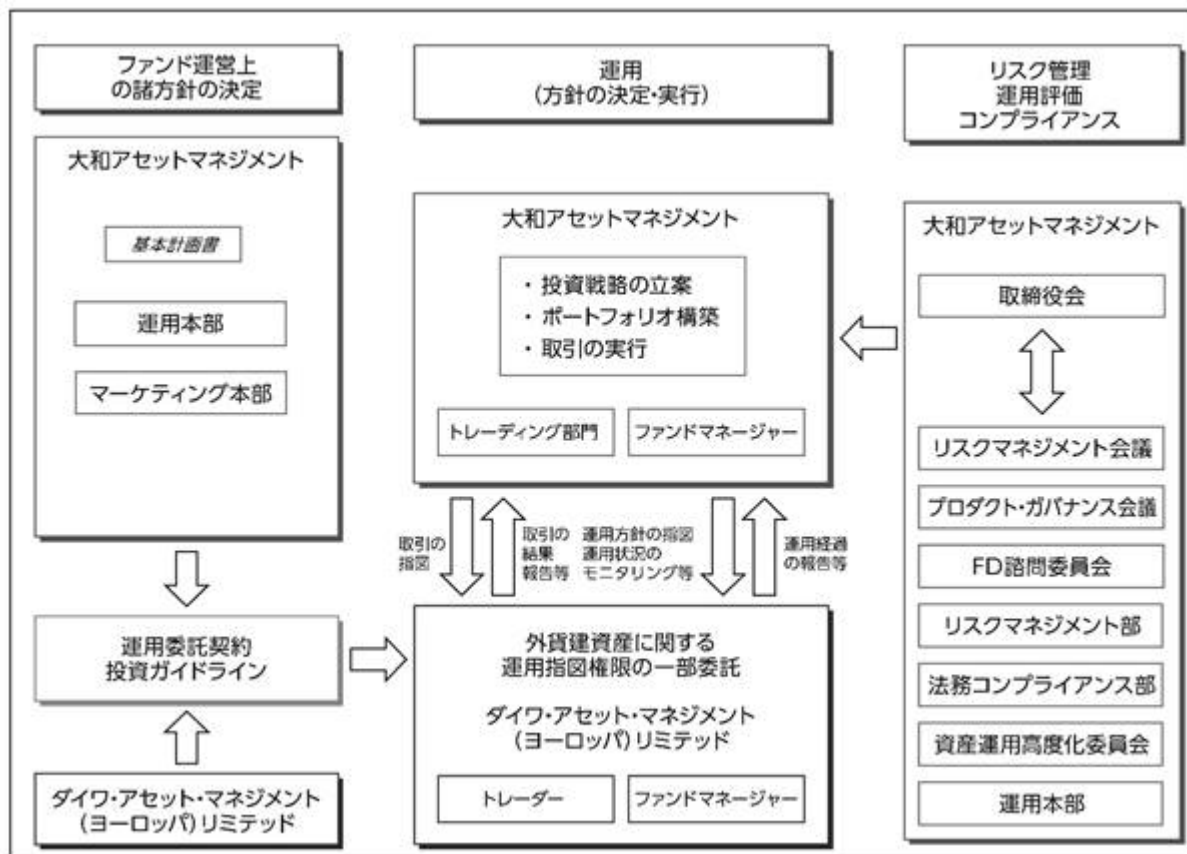 ファンド運営上
の諸方針の決定
大和アセットマネジメント
基本計画書
運用本部
マーケティング本部
運用委託契約
投資ガイドライン
ダイワ・アセット・マネジメント
(ヨーロッパ)リミテッド
運用
(方針の決定・実行)
大和アセットマネジメント
・ 投資戦略の立案
・ ポートフォリオ構築
・ 取引の実行
トレーディング部門
ファンドマネージャー
取引の
指図
取引の
結果
報告等
運用方針の指図
運用状況の
モニタリング等
運用経過
の報告等
外貨建資産に関する
運用指図権限の一部委託
ダイワ・アセット・マネジメント
(ヨーロッパ)リミテッド
トレーダー
ファンドマネージャー
リスク管理
運用評価
コンプライアンス
大和アセットマネジメント
取締役会
リスクマネジメント会議
プロダクト・ガバナンス会議
FD諮問委員会
リスクマネジメント部
法務コンプライアンス部
資産運用高度化委員会
運用本部